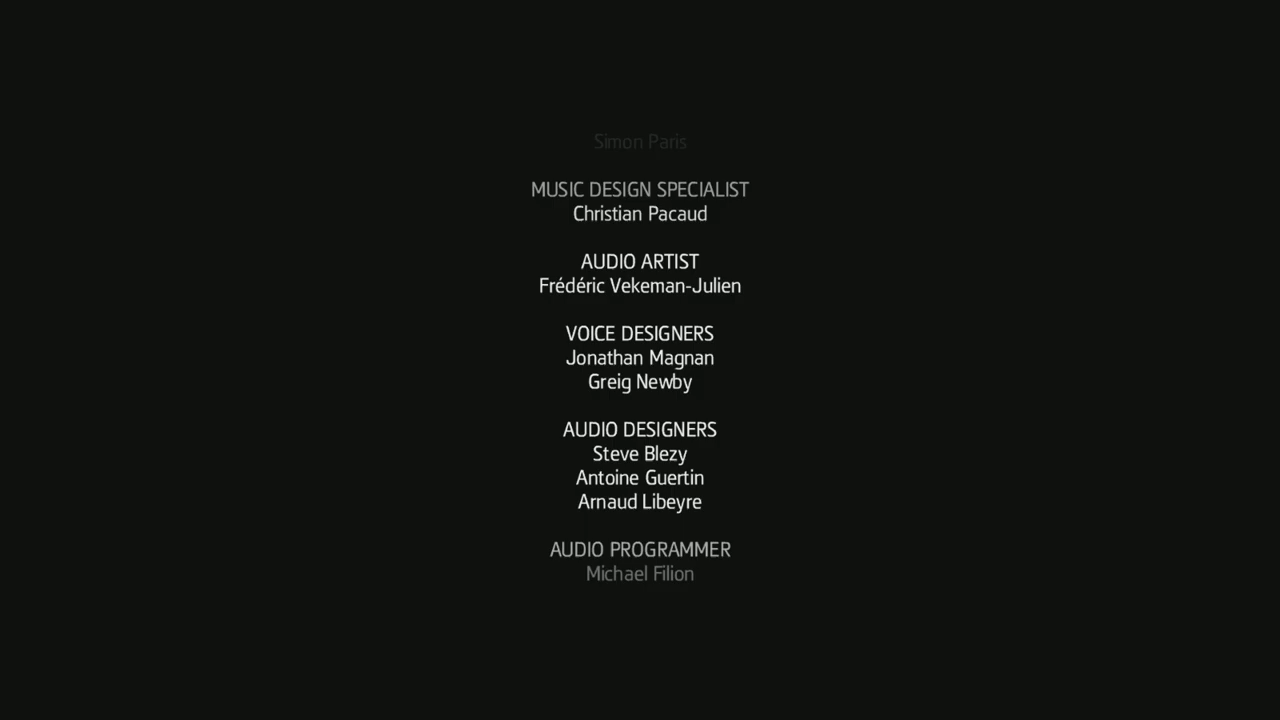 Simon Paris
MUSIC DESIGN SPECIALIST
Christian Pacaud
AUDIO ARTIST
Frédéric Vekeman-Julien
VOICE DESIGNERS
Jonathan Magnan
Greig Newby
AUDIO DESIGNERS
Steve Blezy
Antoine Guertin
Arnaud Libeyre
AUDIO PROGRAMMER
Michael Filion